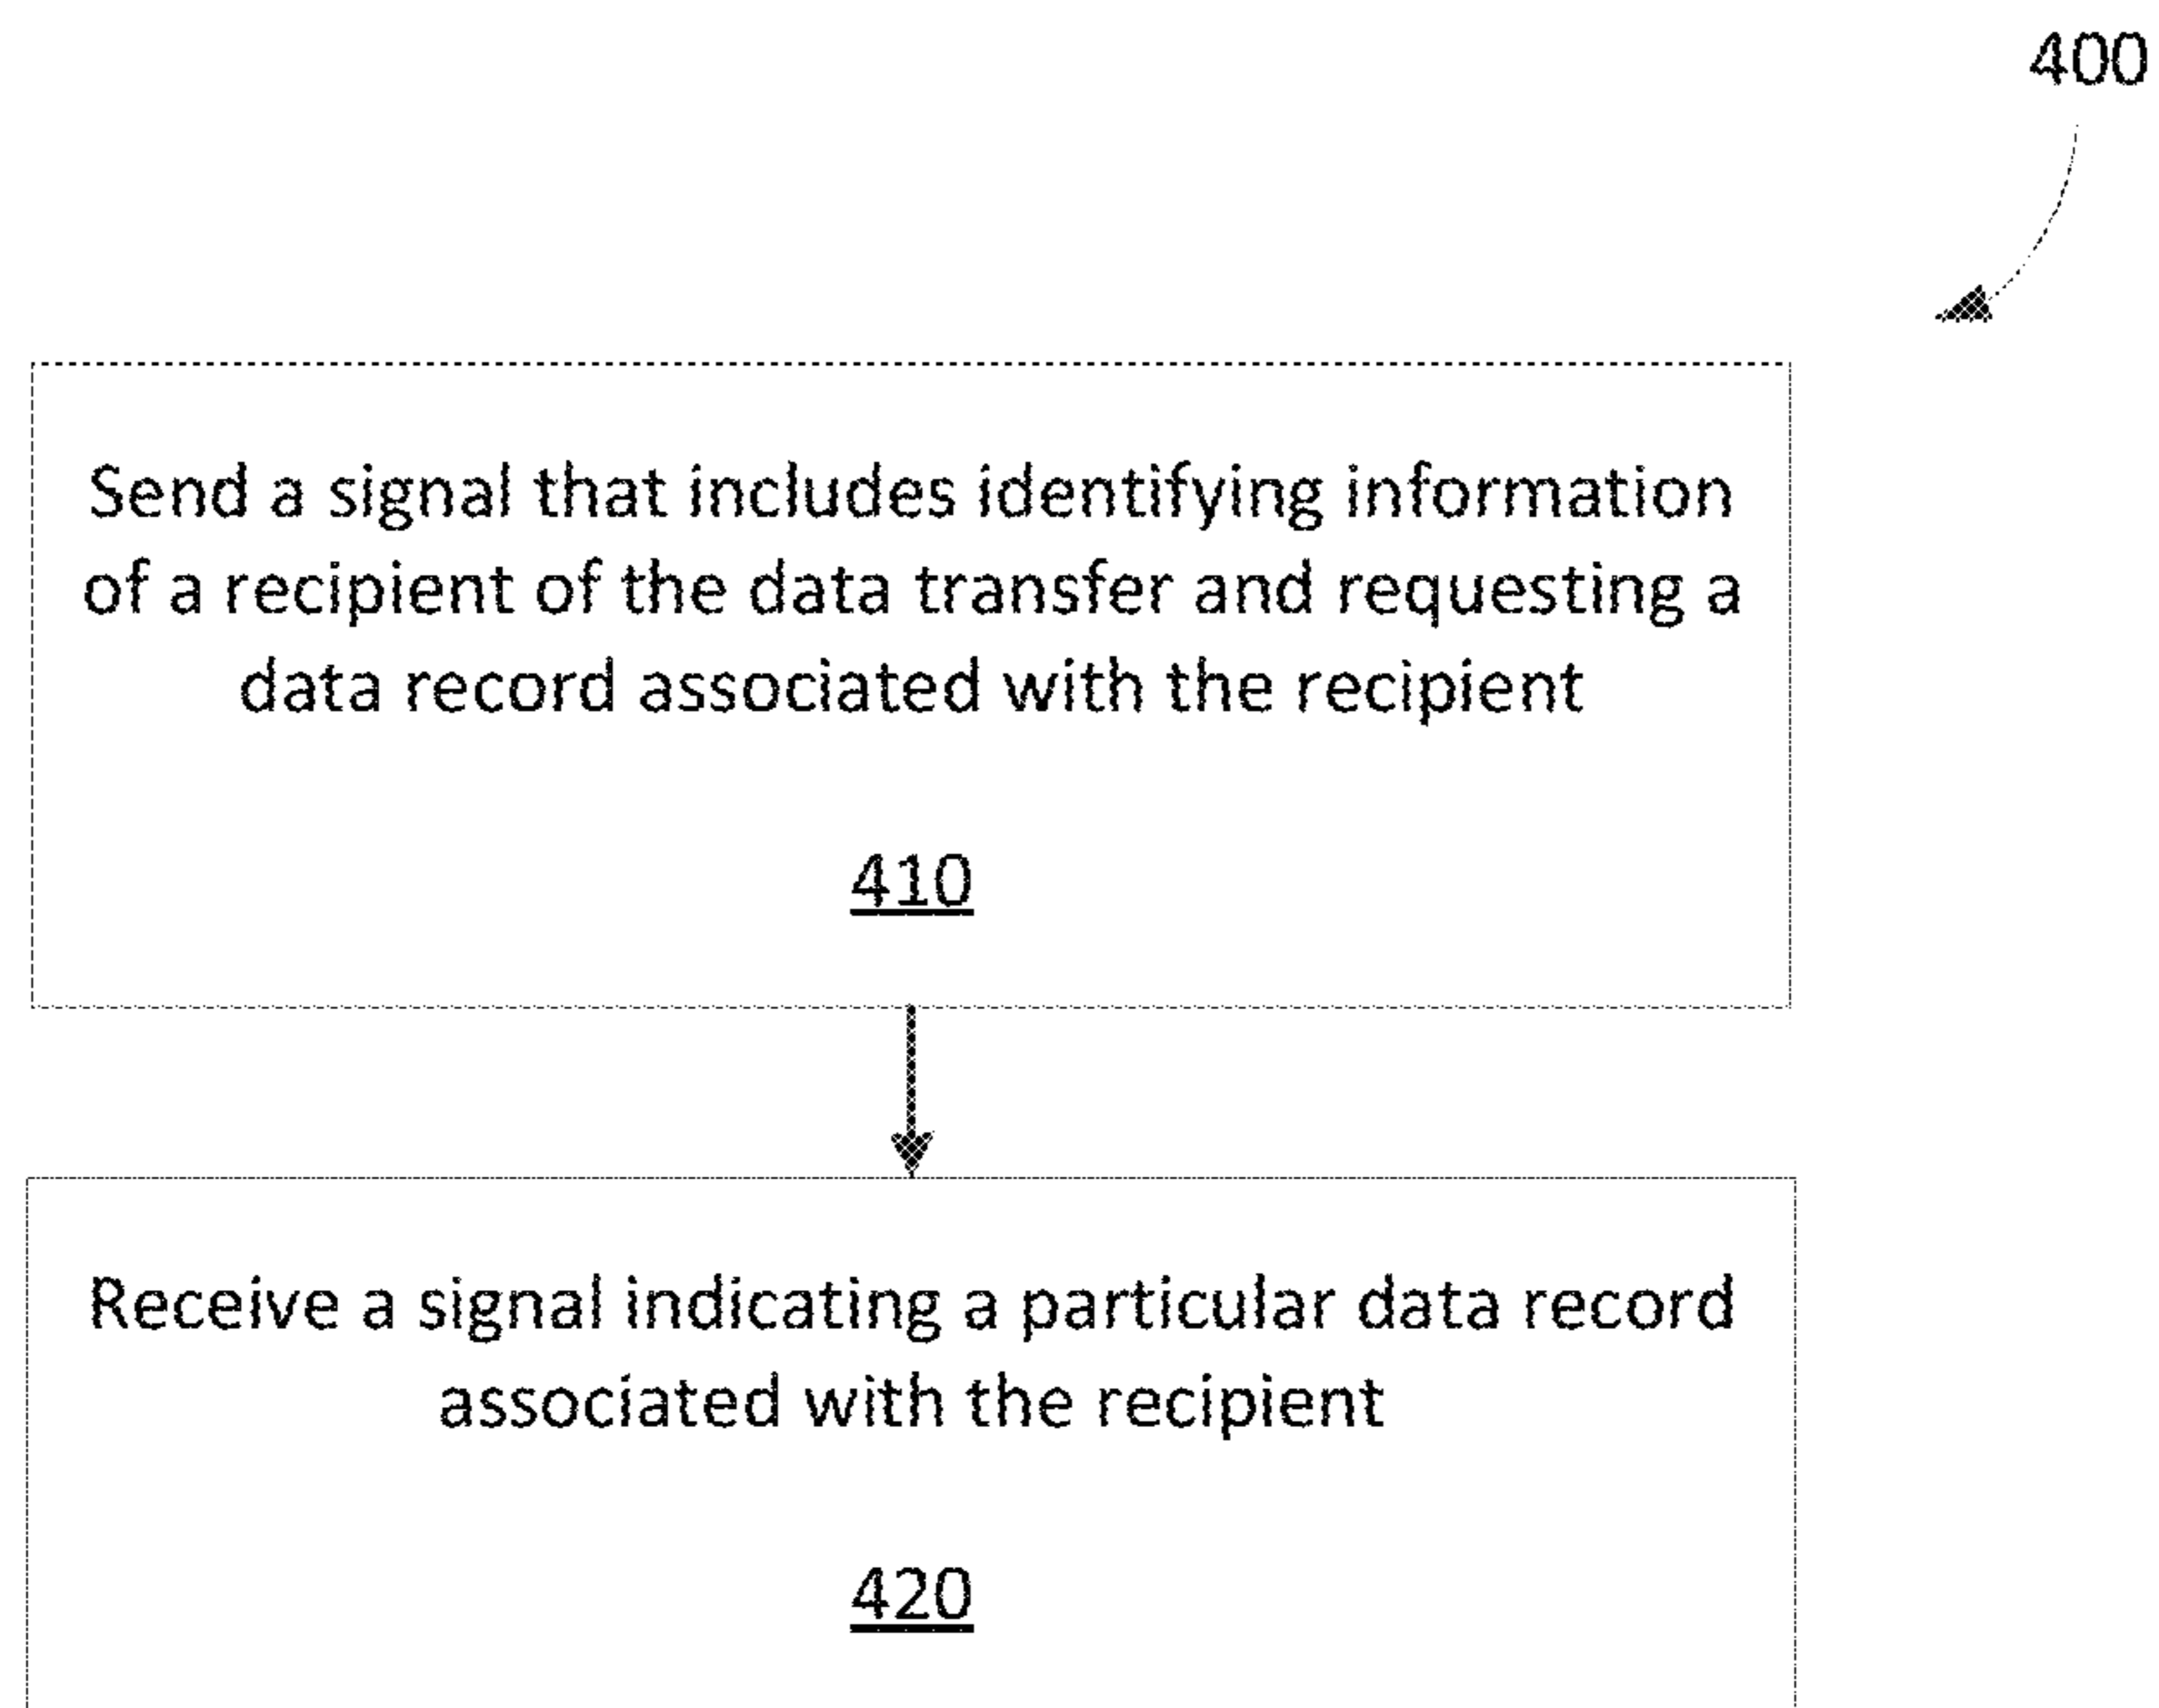 400
Send a signal that includes identifying information
of a recipient of the data transfer and requesting a
data record associated with the recipient
410
Receive a signal indicating a particular data record
associated with the recipient
420